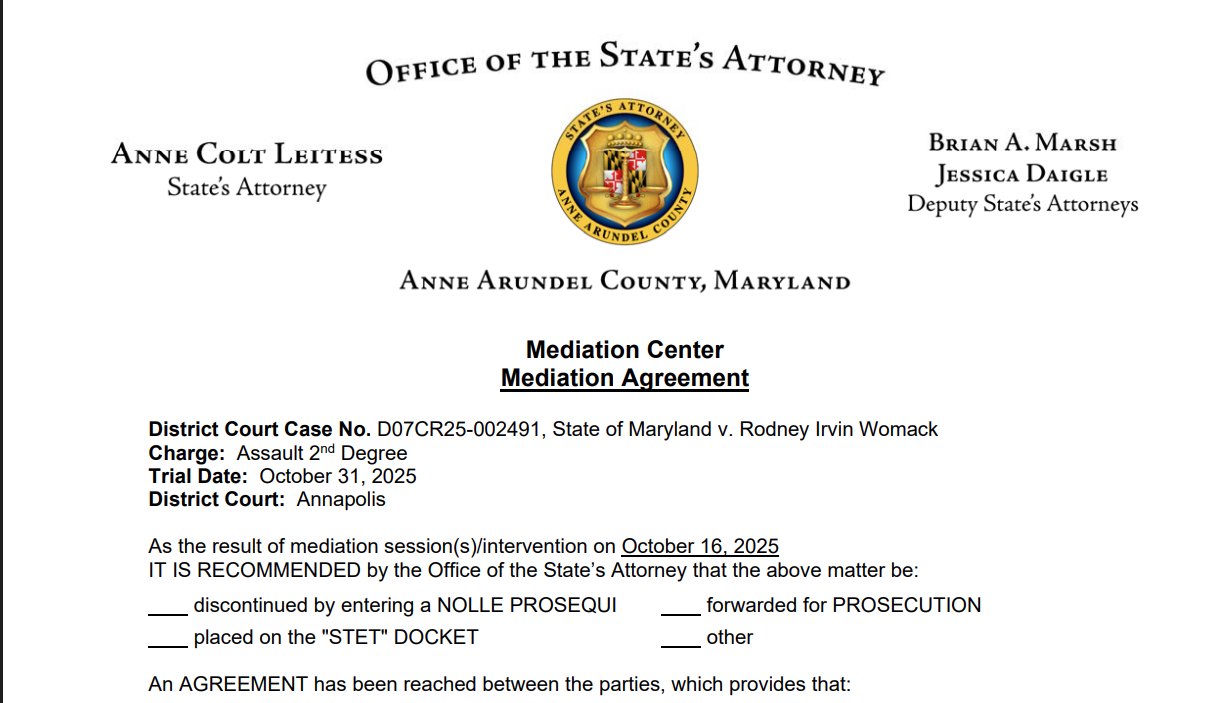 OFFICE OF THE STATE'S ATTORNEY
ANNE COLT LEITESS
State's Attorney
STATE'S ATTORNEY
ANNE ARUNDEL COUNTY
BRIAN A. MARSH
JESSICA DAIGLE
Deputy State's Attorneys
ANNE ARUNDEL COUNTY, MARYLAND
Mediation Center
Mediation Agreement
District Court Case No. D07CR25-002491, State of Maryland v. Rodney Irvin Womack
Charge: Assault 2nd Degree
Trial Date: October 31, 2025
District Court: Annapolis
As the result of mediation session(s)/intervention on October 16, 2025
IT IS RECOMMENDED by the Office of the State's Attorney that the above matter be:
____ discontinued by entering a NOLLE PROSEQUI ____ forwarded for PROSECUTION
____ placed on the "STET" DOCKET ____ other
An AGREEMENT has been reached between the parties, which provides that: